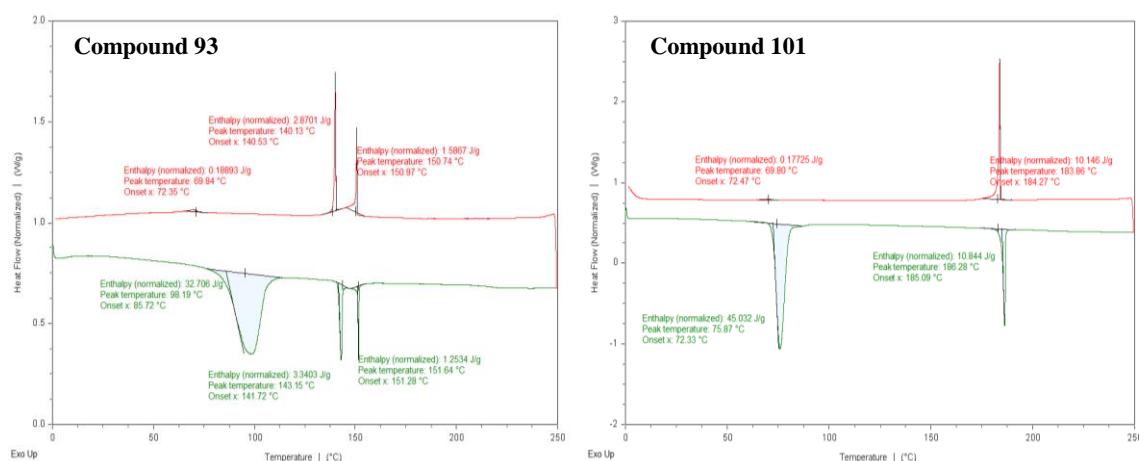 Compound 93
2.0
1.5
1.0
0.5
0.0
Heat Flow (Normalized) | (W/g)
Enthalpy (normalized): 2.8701 J/g
Peak temperature: 140.13 °C
Onset x: 140.53 °C
Enthalpy (normalized): 1.5867 J/g
Peak temperature: 150.74 °C
Onset x: 150.97 °C
Enthalpy (normalized): 0.18893 J/g
Peak temperature: 69.84 °C
Onset x: 72.35 °C
Enthalpy (normalized): 32.706 J/g
Peak temperature: 98.19 °C
Onset x: 85.72 °C
Enthalpy (normalized): 1.2534 J/g
Peak temperature: 151.64 °C
Onset x: 151.28 °C
Enthalpy (normalized): 3.3403 J/g
Peak temperature: 143.15 °C
Onset x: 141.72 °C
0 50 100 150 200 250
Exo Up
Temperature | (°C)
Compound 101
3
2
1
0
-1
-2
Heat Flow (Normalized) | (W/g)
Enthalpy (normalized): 0.17725 J/g
Peak temperature: 69.80 °C
Onset x: 72.47 °C
Enthalpy (normalized): 10.146 J/g
Peak temperature: 183.86 °C
Onset x: 184.27 °C
Enthalpy (normalized): 10.844 J/g
Peak temperature: 186.28 °C
Onset x: 185.09 °C
Enthalpy (normalized): 45.032 J/g
Peak temperature: 75.87 °C
Onset x: 72.33 °C
0 50 100 150 200 250
Exo Up
Temperature | (°C)